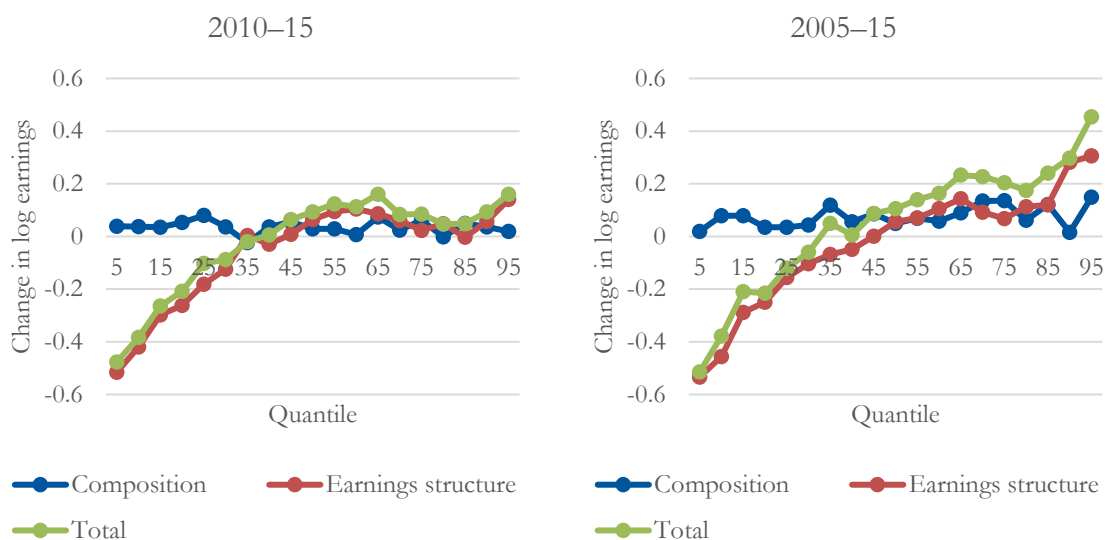 2010–15
0.6
0.4
0.2
0
-0.2
-0.4
-0.6
5 15 25 35 45 55 65 75 85 95
Change in log earnings
Quantile
Composition
Earnings structure
Total
2005–15
0.6
0.4
0.2
0
-0.2
-0.4
-0.6
5 15 25 35 45 55 65 75 85 95
Change in log earnings
Quantile
Composition
Earnings structure
Total